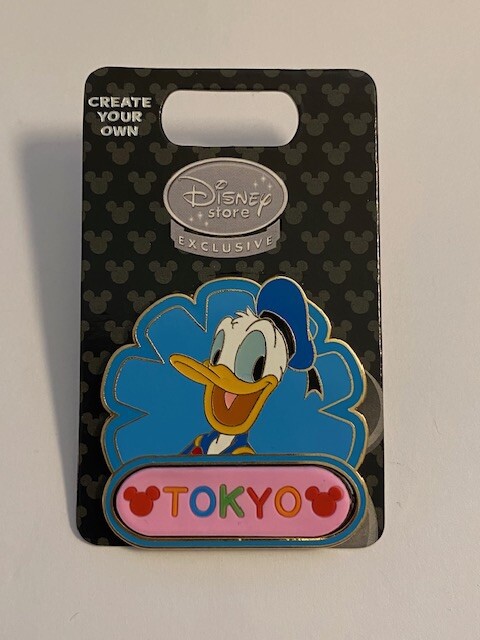 CREATE
YOUR
OWN
Disney
store
EXCLUSIVE
TOKYO